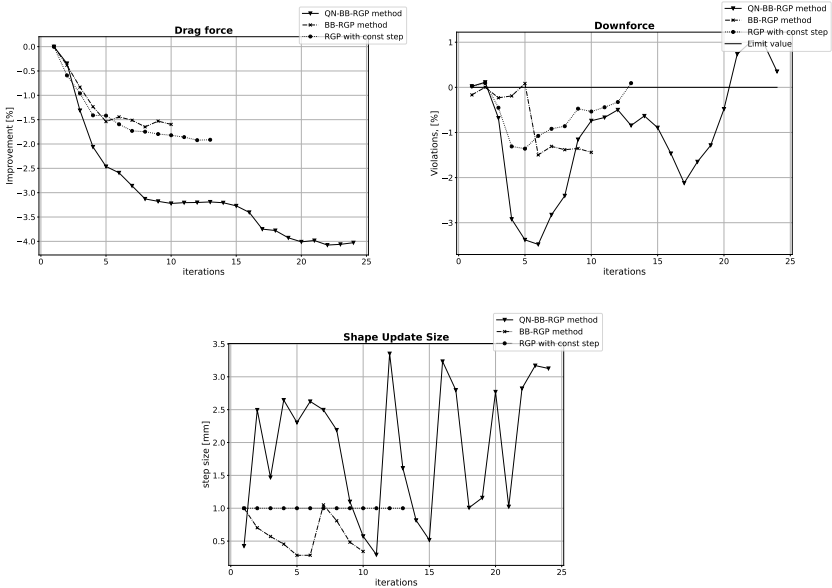 Drag force
QN-BB-RGP method
BB-RGP method
RGP with const step
Improvement [%]
0.0
−0.5
−1.0
−1.5
−2.0
−2.5
−3.0
−3.5
−4.0
0 5 10 15 20 25
iterations
Downforce
QN-BB-RGP method
BB-RGP method
RGP with const step
Limit value
Violations, [%]
1
0
−1
−2
−3
0 5 10 15 20 25
iterations
Shape Update Size
QN-BB-RGP method
BB-RGP method
RGP with const step
step size [mm]
3.5
3.0
2.5
2.0
1.5
1.0
0.5
0 5 10 15 20 25
iterations